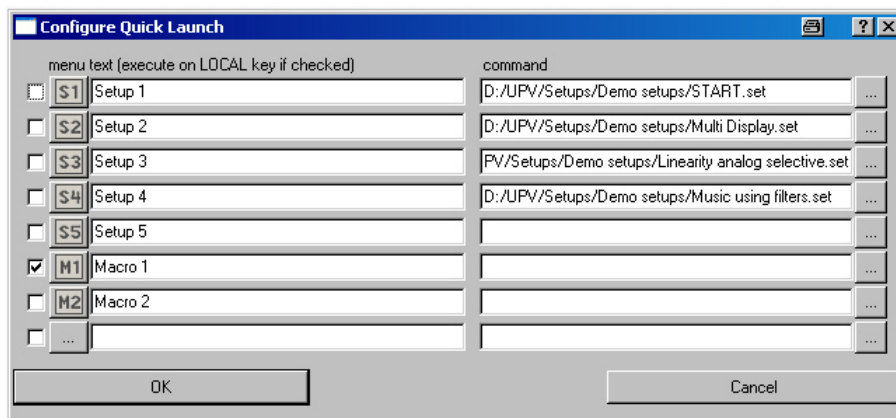 Configure Quick Launch
menu text (execute on LOCAL key if checked) command
S1 Setup 1 D:/UPV/Setups/Demo setups/START.set ...
S2 Setup 2 D:/UPV/Setups/Demo setups/Multi Display.set ...
S3 Setup 3 PV/Setups/Demo setups/Linearity analog selective.set ...
S4 Setup 4 D:/UPV/Setups/Demo setups/Music using filters.set ...
S5 Setup 5 ...
M1 Macro 1 ...
M2 Macro 2 ...
... ...
OK Cancel